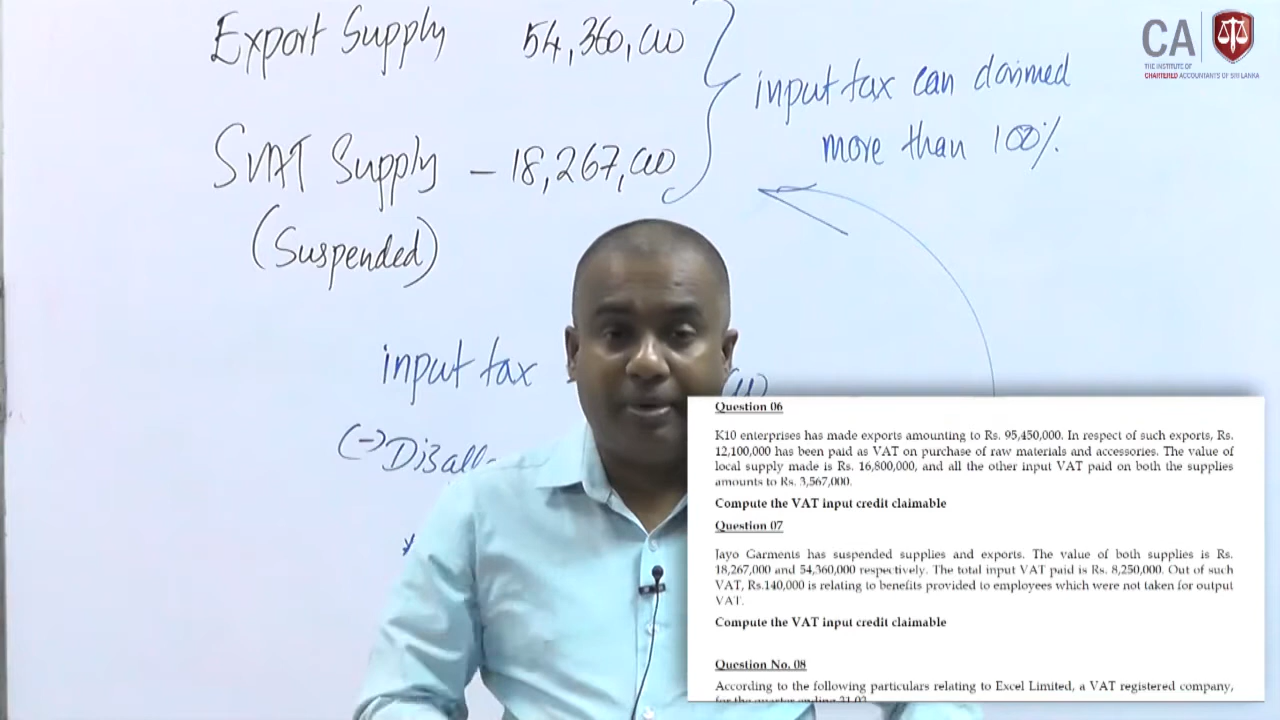 Export Supply 54,360,000
SVAT Supply – 18,267,000
(Suspended)
input tax can claimed
more than 100%
input tax
(-) Disall
CA
THE INSTITUTE OF
CHARTERED ACCOUNTANTS OF SRI LANKA
Question 06
K10 enterprises has made exports amounting to Rs. 95,450,000. In respect of such exports, Rs.
12,100,000 has been paid as VAT on purchase of raw materials and accessories. The value of
local supply made is Rs. 16,800,000, and all the other input VAT paid on both the supplies
amounts to Rs. 3,567,000.
Compute the VAT input credit claimable
Question 07
Jayo Garments has suspended supplies and exports. The value of both supplies is Rs.
18,267,000 and 54,360,000 respectively. The total input VAT paid is Rs. 8,250,000. Out of such
VAT, Rs.140,000 is relating to benefits provided to employees which were not taken for output
VAT.
Compute the VAT input credit claimable
Question No. 08
According to the following particulars relating to Excel Limited, a VAT registered company,
for the quarter ending 31.03